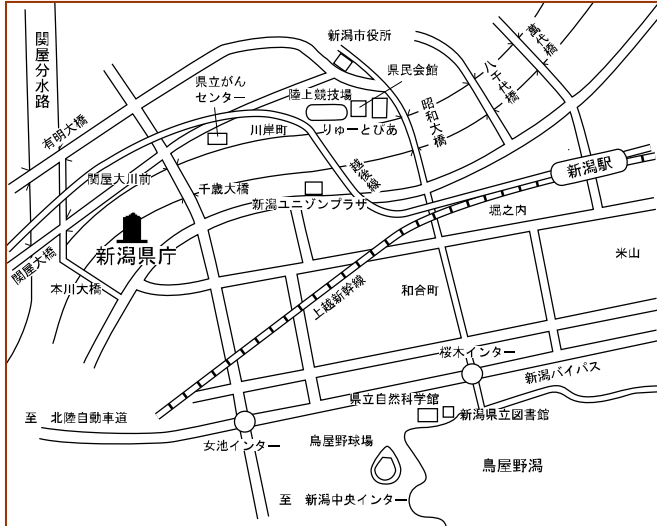 関屋分水路
有明大橋
新潟市役所
萬代橋
八千代橋
県立がん
センター
陸上競技場
県民会館
昭和大橋
川岸町
りゅーとぴあ
越後線
関屋大川前
千歳大橋
新潟ユニゾンプラザ
新潟駅
堀之内
新潟県庁
関屋大橋
本川大橋
米山
上越新幹線
和合町
桜木インター
新潟バイパス
県立自然科学館
新潟県立図書館
至 北陸自動車道
女池インター
鳥屋野球場
鳥屋野潟
至 新潟中央インター